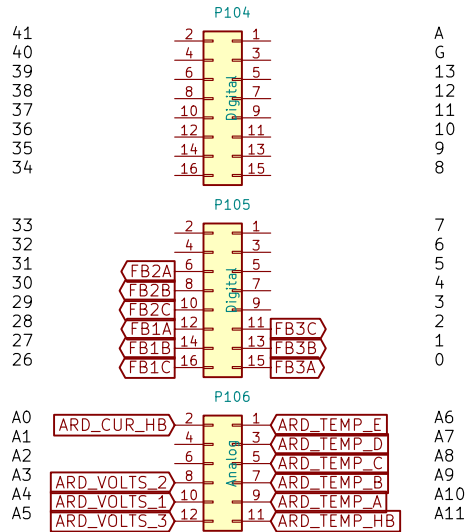 P104
41 2 1 A
40 4 3 G
39 6 5 13
38 8 7 12
37 10 9 11
36 12 11 10
35 14 13 9
34 16 15 8
Digital
P105
33 2 1 7
32 4 3 6
31 FB2A 6 5 5
30 FB2B 8 7 4
29 FB2C 10 9 3
28 FB1A 12 11 FB3C 2
27 FB1B 14 13 FB3B 1
26 FB1C 16 15 FB3A 0
Digital
P106
A0 ARD_CUR_HB 2 1 ARD_TEMP_E A6
A1 4 3 ARD_TEMP_D A7
A2 6 5 ARD_TEMP_C A8
A3 ARD_VOLTS_2 8 7 ARD_TEMP_B A9
A4 ARD_VOLTS_1 10 9 ARD_TEMP_A A10
A5 ARD_VOLTS_3 12 11 ARD_TEMP_HB A11
Analog